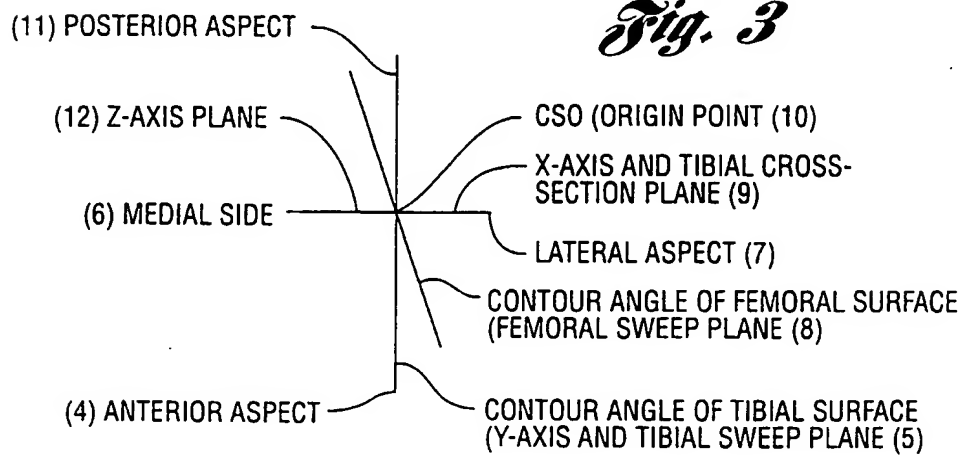 Fig. 3
(11) POSTERIOR ASPECT
(12) Z-AXIS PLANE
CSO (ORIGIN POINT (10)
X-AXIS AND TIBIAL CROSS-
SECTION PLANE (9)
(6) MEDIAL SIDE
LATERAL ASPECT (7)
CONTOUR ANGLE OF FEMORAL SURFACE
(FEMORAL SWEEP PLANE (8)
(4) ANTERIOR ASPECT
CONTOUR ANGLE OF TIBIAL SURFACE
(Y-AXIS AND TIBIAL SWEEP PLANE (5)